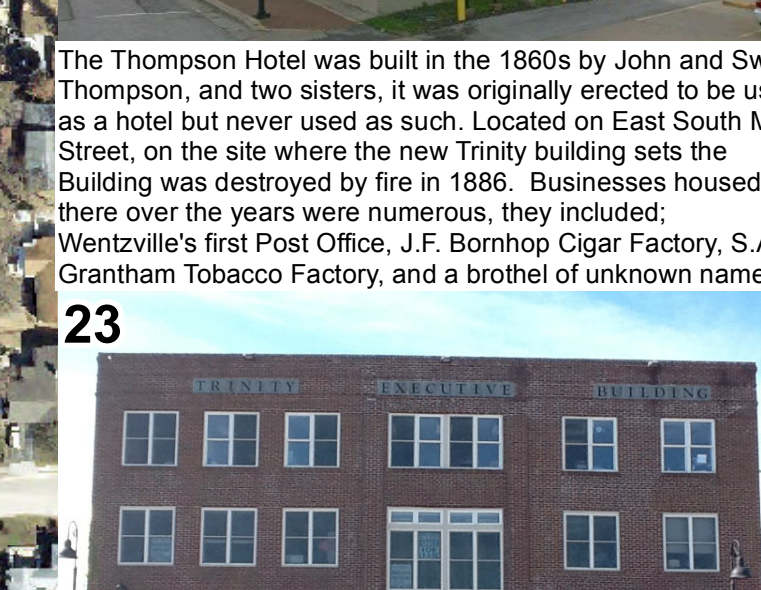 The Thompson Hotel was built in the 1860s by John and Sw
Thompson, and two sisters, it was originally erected to be us
as a hotel but never used as such. Located on East South M
Street, on the site where the new Trinity building sets the
Building was destroyed by fire in 1886.  Businesses housed
there over the years were numerous, they included;
Wentzville's first Post Office, J.F. Bornhop Cigar Factory, S.A
Grantham Tobacco Factory, and a brothel of unknown name
23
TRINITY EXECUTIVE BUILDING